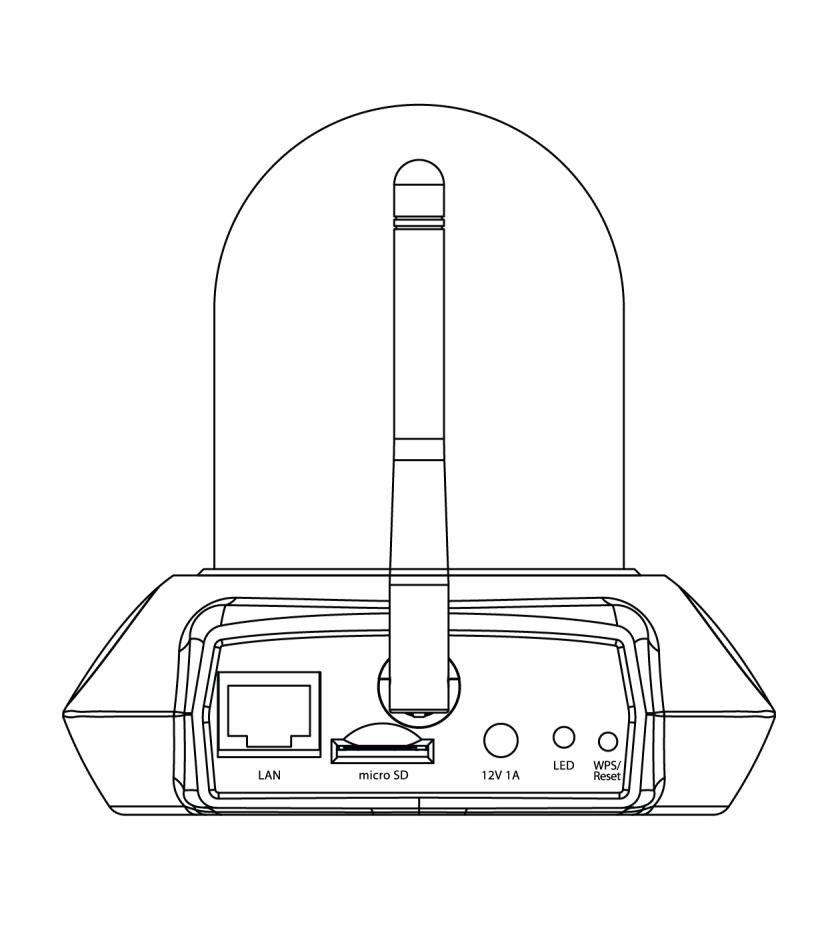 LAN
micro SD
12V 1A
LED
WPS/
Reset